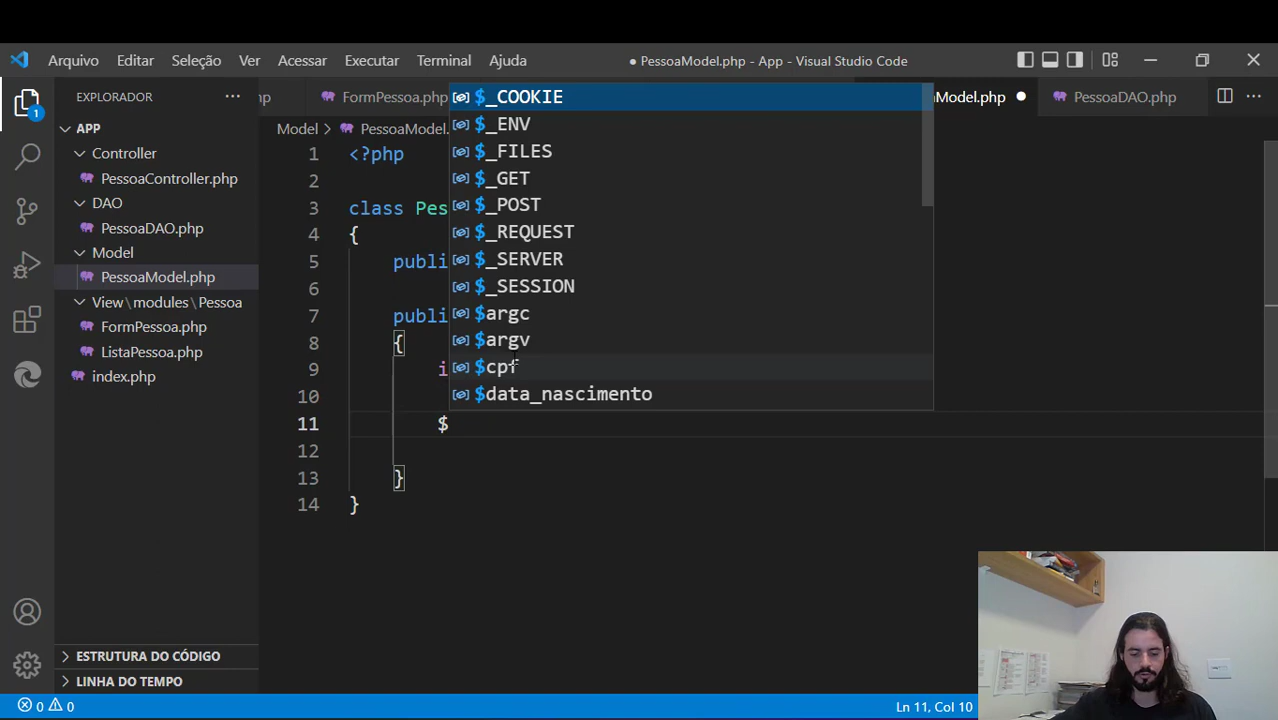 Arquivo Editar Seleção Ver Acessar Executar Terminal Ajuda ● PessoaModel.php - App - Visual Studio Code
EXPLORADOR ···
APP
Controller
PessoaController.php
DAO
PessoaDAO.php
Model
PessoaModel.php
View\modules\Pessoa
FormPessoa.php
ListaPessoa.php
index.php
ESTRUTURA DO CÓDIGO
LINHA DO TEMPO
1
hp FormPessoa.php Model.php ● PessoaDAO.php ···
Model > PessoaModel.
1 <?php
2
3 class Pes
4 {
5 publi
6
7 publi
8 {
9 i
10
11 $
12
13 }
14 }
$_COOKIE
$_ENV
$_FILES
$_GET
$_POST
$_REQUEST
$_SERVER
$_SESSION
$argc
$argv
$cpf
$data_nascimento
0 0 Ln 11, Col 10